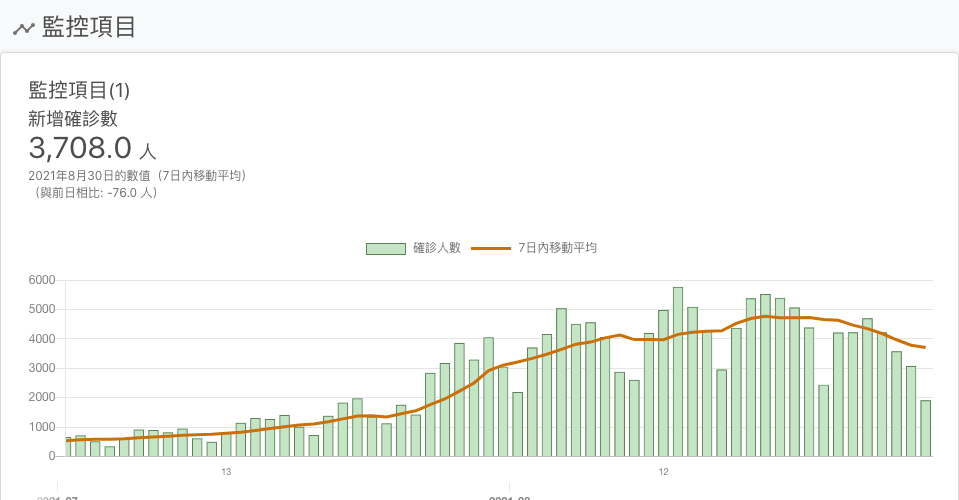 監控項目
監控項目(1)
新增確診數
3,708.0 人
2021年8月30日的數值（7日內移動平均）
（與前日相比: -76.0 人）
確診人數 7日內移動平均
6000
5000
4000
3000
2000
1000
0
13 12